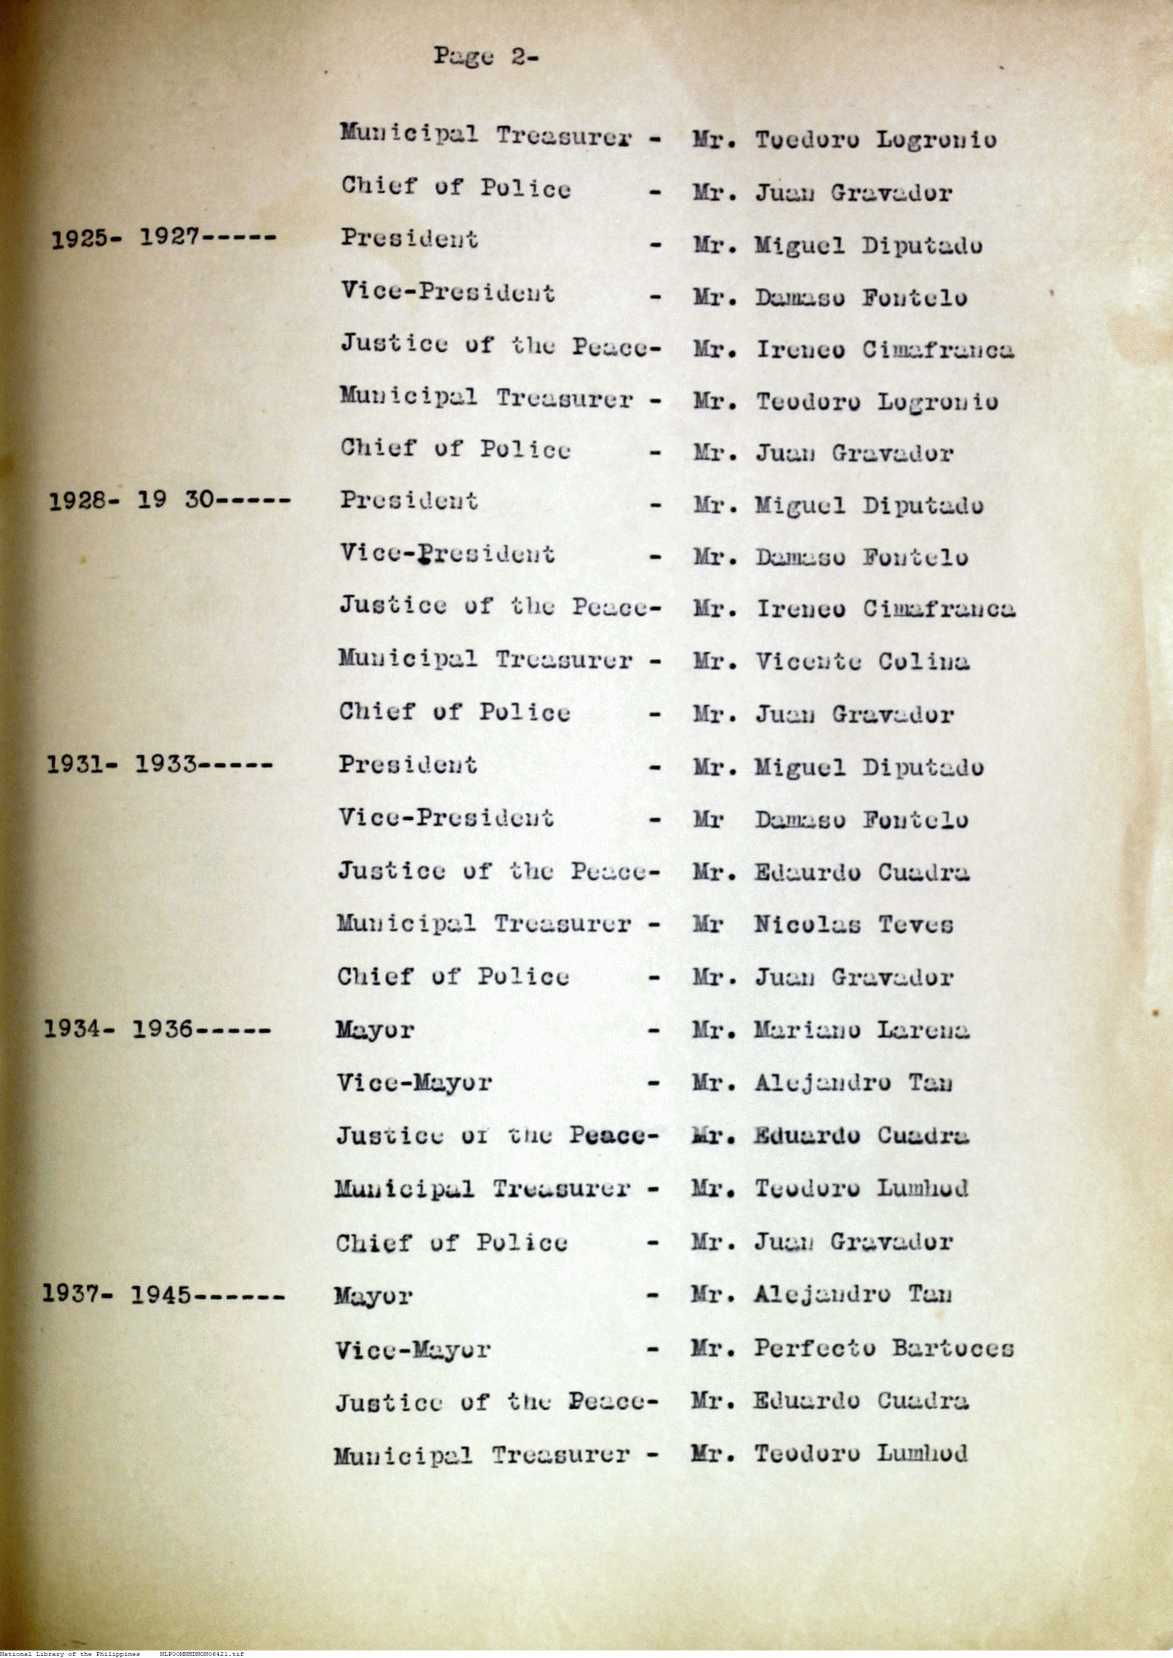 Page 2-
Municipal Treasurer - Mr. Toedoro Logronio
Chief of Police - Mr. Juan Gravador
1925- 1927----- President - Mr. Miguel Diputado
Vice-President - Mr. Damaso Fontelo
Justice of the Peace- Mr. Ireneo Cimafranca
Municipal Treasurer - Mr. Teodoro Logronio
Chief of Police - Mr. Juan Gravador
1928- 19 30----- President - Mr. Miguel Diputado
Vice-President - Mr. Damaso Fontelo
Justice of the Peace- Mr. Ireneo Cimafranca
Municipal Treasurer - Mr. Vicente Colina
Chief of Police - Mr. Juan Gravador
1931- 1933----- President - Mr. Miguel Diputado
Vice-President - Mr Damaso Fontelo
Justice of the Peace- Mr. Edaurdo Cuadra
Municipal Treasurer - Mr Nicolas Teves
Chief of Police - Mr. Juan Gravador
1934- 1936----- Mayor - Mr. Mariano Larena
Vice-Mayor - Mr. Alejandro Tan
Justice of the Peace- Mr. Eduardo Cuadra
Municipal Treasurer - Mr. Teodoro Lumhod
Chief of Police - Mr. Juan Gravador
1937- 1945------ Mayor - Mr. Alejandro Tan
Vice-Mayor - Mr. Perfecto Bartoces
Justice of the Peace- Mr. Eduardo Cuadra
Municipal Treasurer - Mr. Teodoro Lumhod
National Library of the Philippines